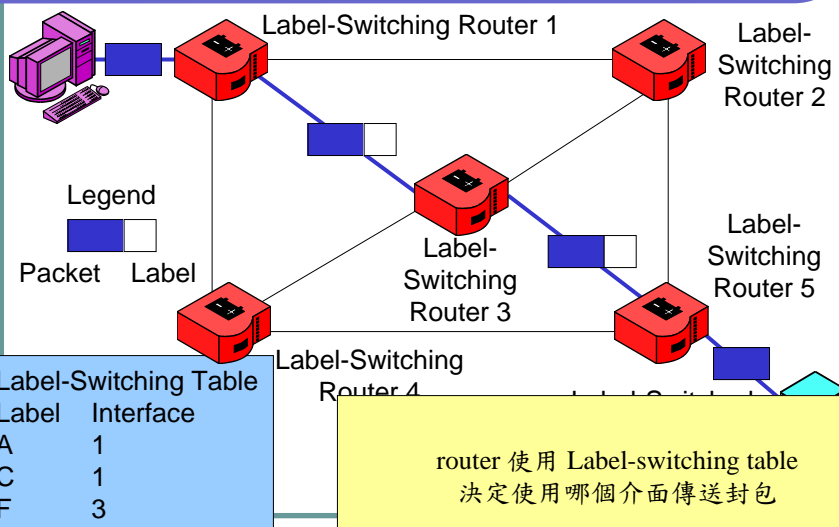 Label-Switching Router 1
Label-
Switching
Router 2
Legend
Packet Label
Label-
Switching
Router 3
Label-
Switching
Router 5
Label-Switching
Router 4
Label-Switching Table
Label Interface
A 1
C 1
F 3
router 使用 Label-switching table
決定使用哪個介面傳送封包